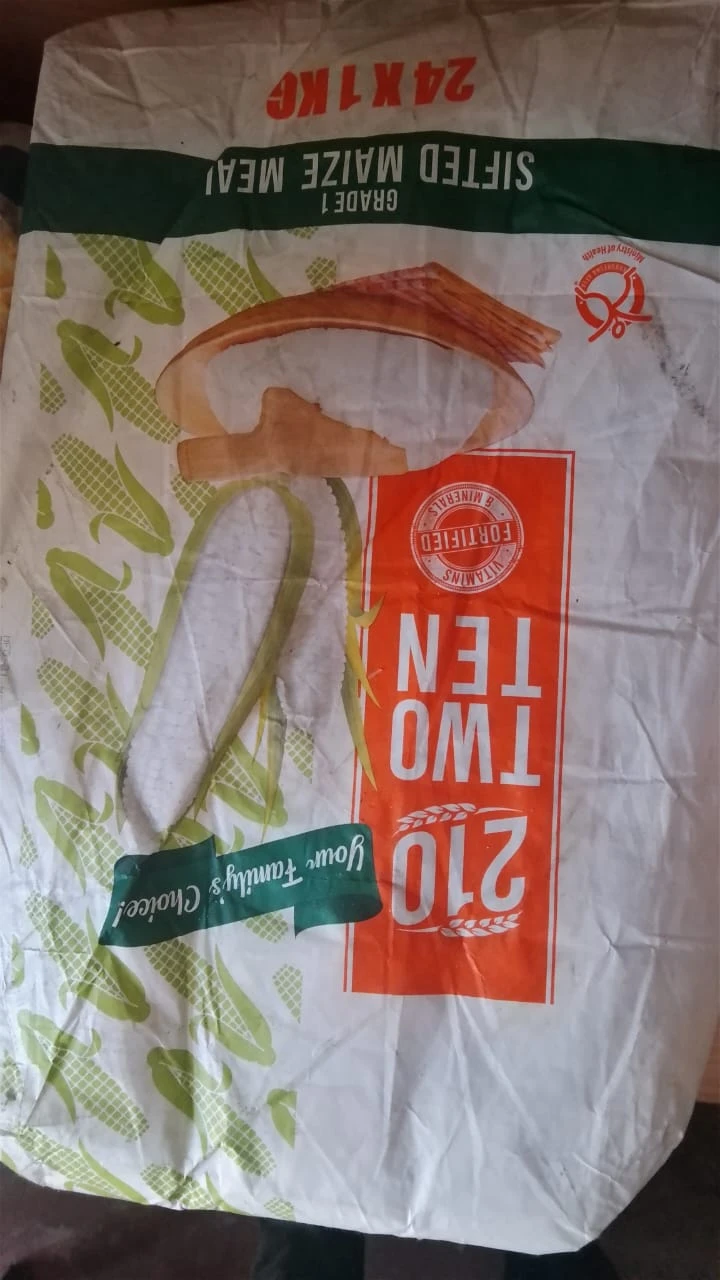 210
TWO
TEN
VITAMINS
FORTIFIED
& MINERALS
Your Family's Choice!
Ministry of Health
GRADE 1
SIFTED MAIZE MEAL
24 X 1 KG